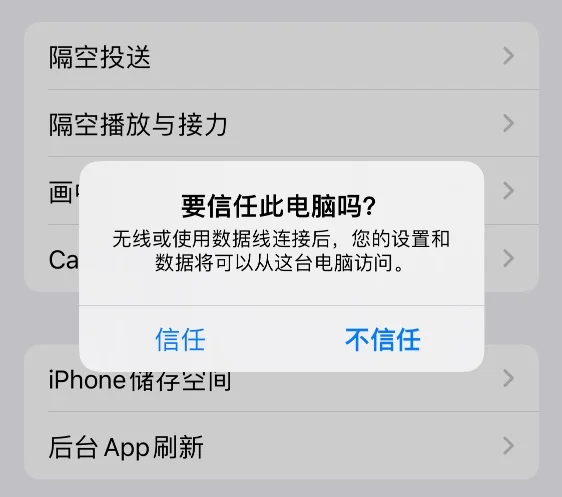 隔空投送
隔空播放与接力
画
要信任此电脑吗?
无线或使用数据线连接后，您的设置和
数据将可以从这台电脑访问。
Ca
信任
不信任
iPhone储存空间
后台App刷新